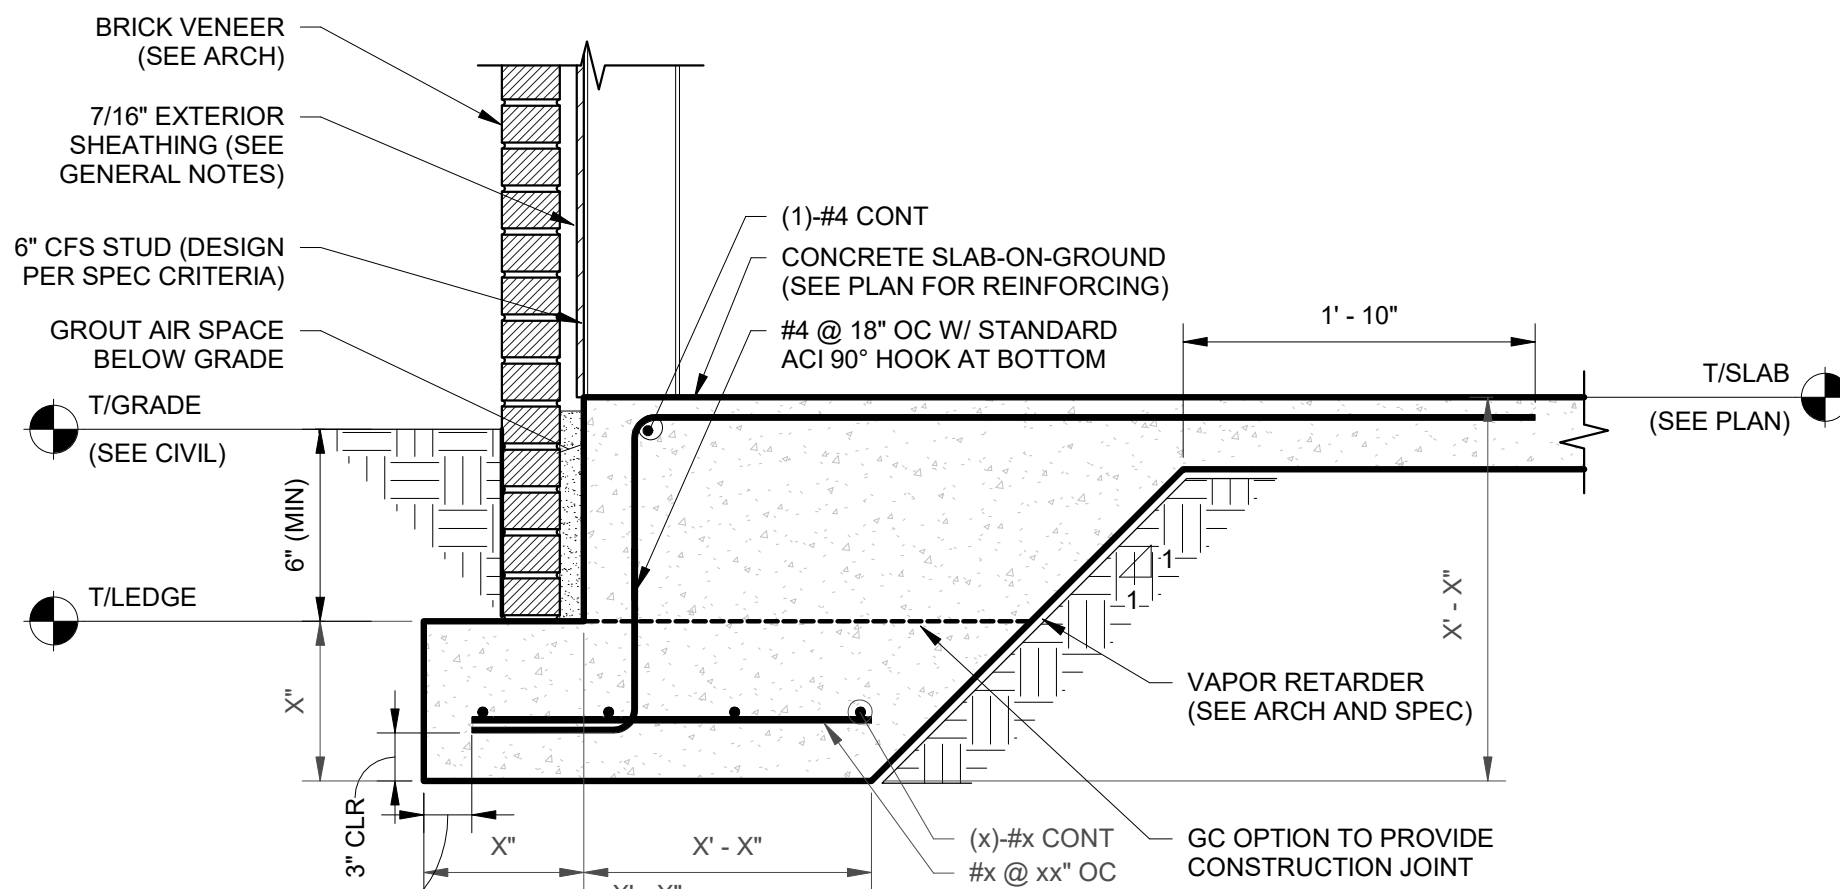 BRICK VENEER
(SEE ARCH)
7/16" EXTERIOR
SHEATHING (SEE
GENERAL NOTES)
6" CFS STUD (DESIGN
PER SPEC CRITERIA)
GROUT AIR SPACE
BELOW GRADE
T/GRADE
(SEE CIVIL)
6" (MIN)
T/LEDGE
X"
3" CLR
X"
X' - X"
(1)-#4 CONT
CONCRETE SLAB-ON-GROUND
(SEE PLAN FOR REINFORCING)
#4 @ 18" OC W/ STANDARD
ACI 90° HOOK AT BOTTOM
1' - 10"
T/SLAB
(SEE PLAN)
1
1
X' - X"
VAPOR RETARDER
(SEE ARCH AND SPEC)
(x)-#x CONT
#x @ xx" OC
GC OPTION TO PROVIDE
CONSTRUCTION JOINT